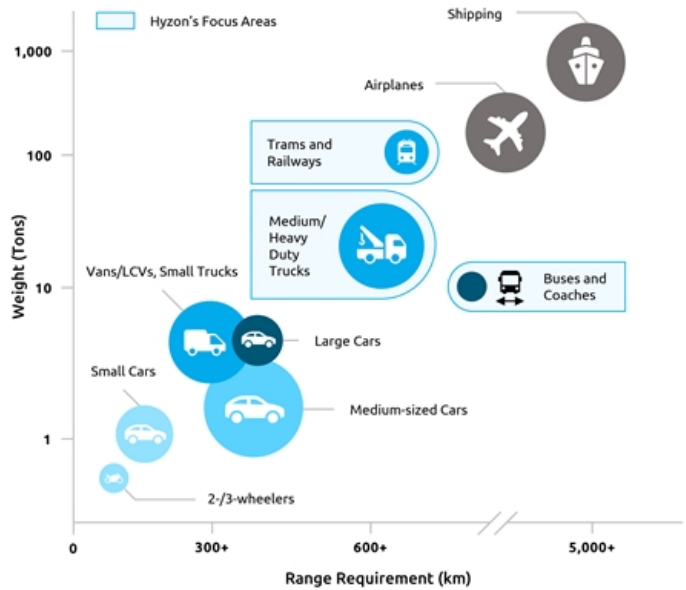 Shipping
Hyzon's Focus Areas
1,000
Airplanes
Trams and
Railways
100
Medium/
Heavy
Duty
Trucks
Weight (Tons)
Vans/LCVs, Small Trucks
Buses and
Coaches
10
Large Cars
Small Cars
Medium-sized Cars
1
2-/3-wheelers
0
300+
600+
5,000+
Range Requirement (km)